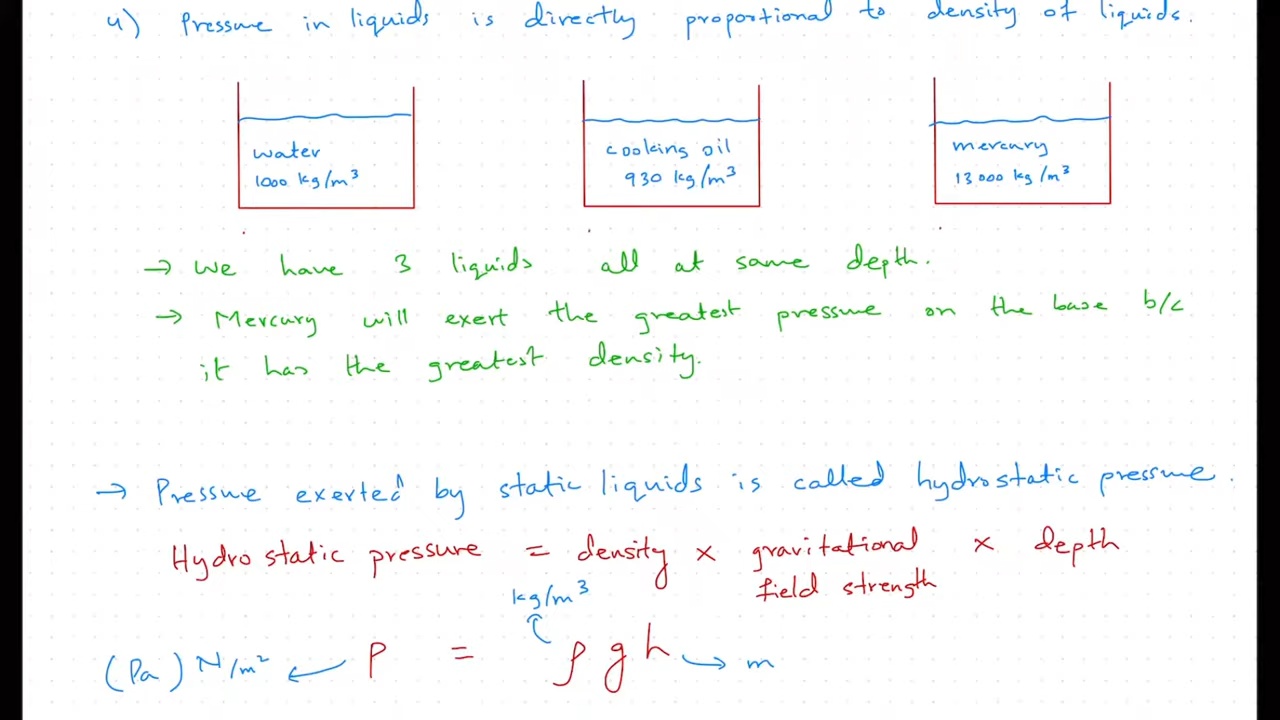 4) Pressure in liquids is directly proportional to density of liquids.
water
1000 kg/m³
cooking oil
930 kg/m³
mercury
13 000 kg/m³
→ We have 3 liquids all at same depth.
→ Mercury will exert the greatest pressure on the base b/c
it has the greatest density.
→ Pressure exerted by static liquids is called hydrostatic pressure.
Hydrostatic pressure = density × gravitational × depth
field strength
kg/m³
(Pa) N/m² ← P = ρgh → m